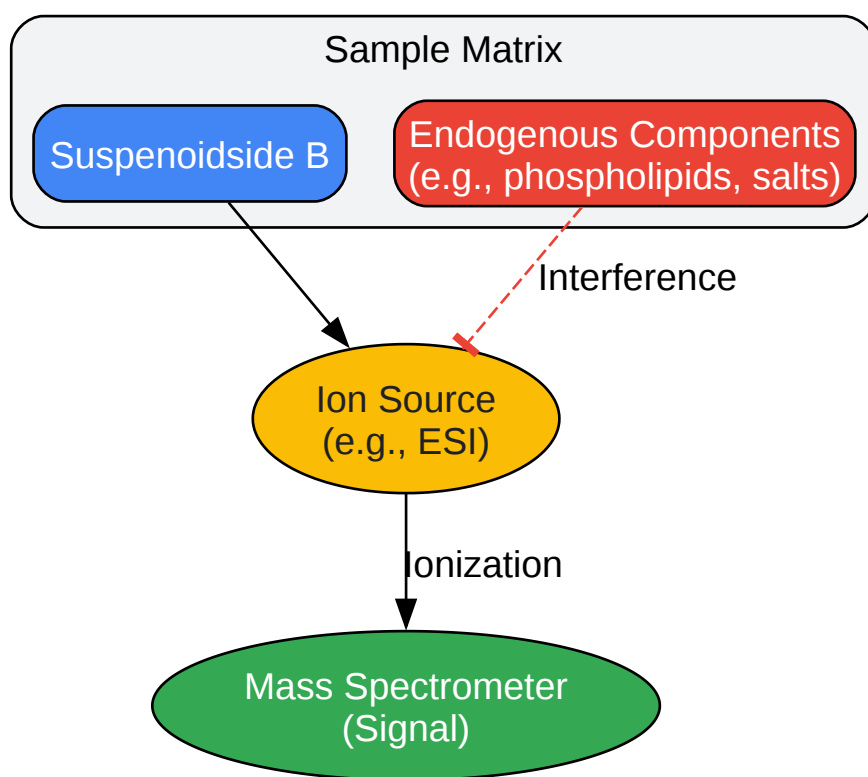 Sample Matrix
Suspenoidside B
Endogenous Components
(e.g., phospholipids, salts)
Interference
Ion Source
(e.g., ESI)
Ionization
Mass Spectrometer
(Signal)